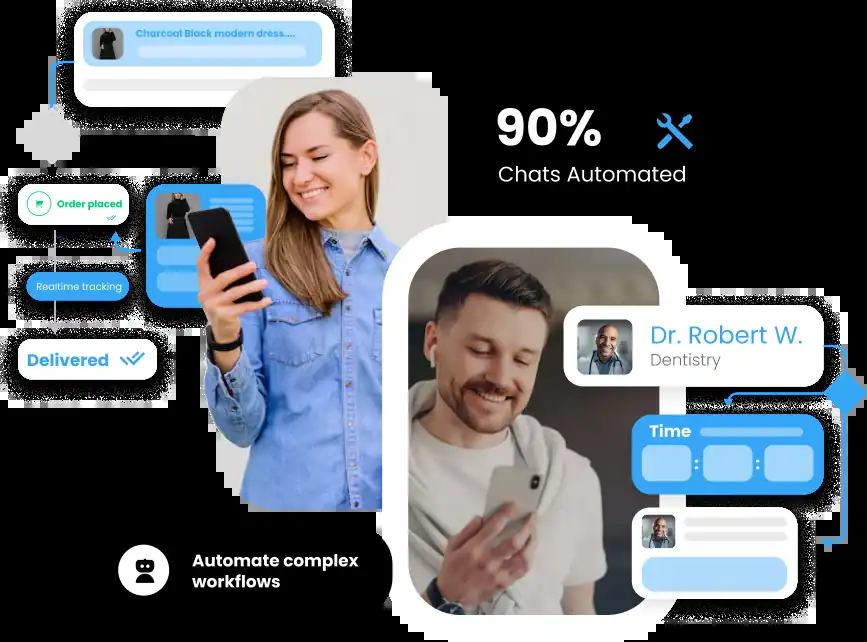 Charcoal Black modern dress....
90%
Chats Automated
Order placed
Realtime tracking
Delivered
Dr. Robert W.
Dentistry
Time
: :
Automate complex
workflows